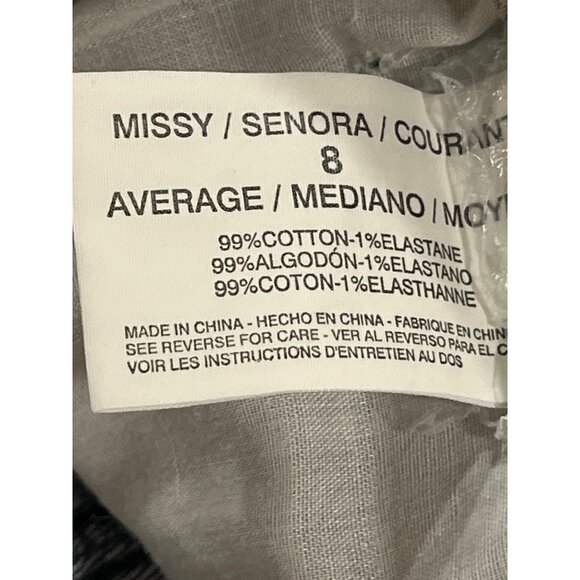 MISSY / SENORA / COURANT
8
AVERAGE / MEDIANO / MOY
99%COTTON-1%ELASTANE
99%ALGODÓN-1%ELASTANO
99%COTON-1%ELASTHANNE
MADE IN CHINA - HECHO EN CHINA - FABRIQUE EN CHIN
SEE REVERSE FOR CARE - VER AL REVERSO PARA EL C
VOIR LES INSTRUCTIONS D'ENTRETIEN AU DOS